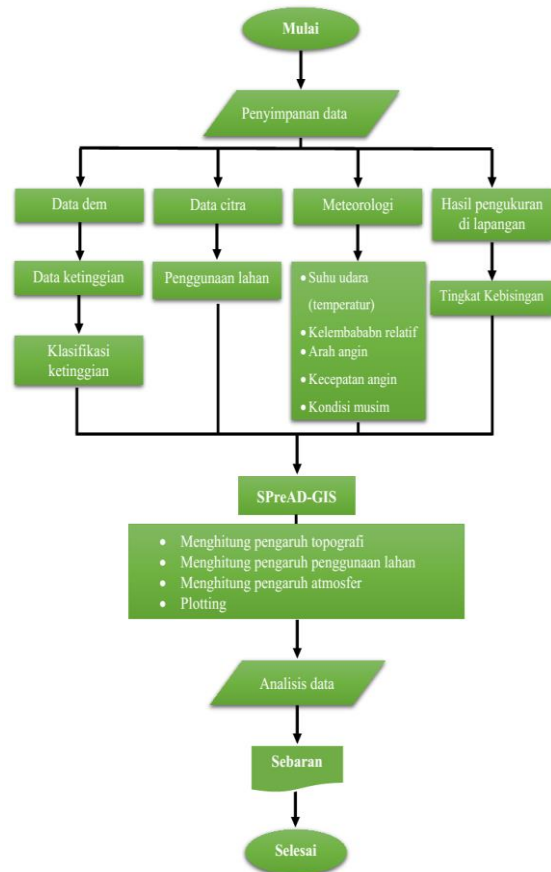 Mulai
Penyimpanan data
Data dem
Data citra
Meteorologi
Hasil pengukuran
di lapangan
Data ketinggian
Penggunaan lahan
• Suhu udara
(temperatur)
• Kelembababn relatif
• Arah angin
• Kecepatan angin
• Kondisi musim
Tingkat Kebisingan
Klasifikasi
ketinggian
SPreAD-GIS
• Menghitung pengaruh topografi
• Menghitung pengaruh penggunaan lahan
• Menghitung pengaruh atmosfer
• Plotting
Analisis data
Sebaran
Selesai